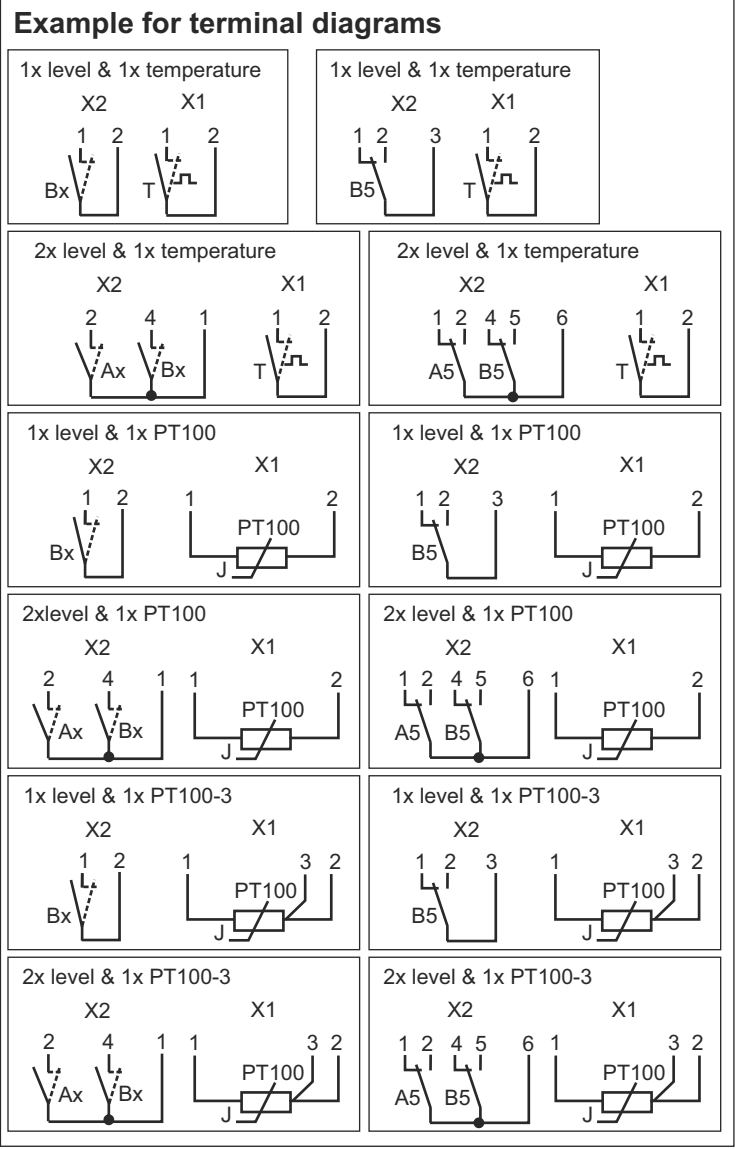 Example for terminal diagrams
1x level & 1x temperature
X2 X1
1 2 1 2
Bx T
1x level & 1x temperature
X2 X1
1 2 3 1 2
B5 T
2x level & 1x temperature
X2 X1
2 4 1 1 2
Ax Bx T
2x level & 1x temperature
X2 X1
1 2 4 5 6 1 2
A5 B5 T
1x level & 1x PT100
X2 X1
1 2 1 2
PT100
Bx J
1x level & 1x PT100
X2 X1
1 2 3 1 2
PT100
B5 J
2xlevel & 1x PT100
X2 X1
2 4 1 1 2
PT100
Ax Bx J
2x level & 1x PT100
X2 X1
1 2 4 5 6 1 2
PT100
A5 B5 J
1x level & 1x PT100-3
X2 X1
1 2 1 3 2
PT100
Bx J
1x level & 1x PT100-3
X2 X1
1 2 3 1 3 2
PT100
B5 J
2x level & 1x PT100-3
X2 X1
2 4 1 1 3 2
PT100
Ax Bx J
2x level & 1x PT100-3
X2 X1
1 2 4 5 6 1 3 2
PT100
A5 B5 J